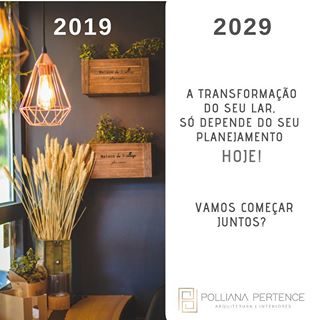 2019
2029
A TRANSFORMAÇÃO
DO SEU LAR,
SÓ DEPENDE DO SEU
PLANEJAMENTO
HOJE!
VAMOS COMEÇAR
JUNTOS?
POLLIANA PERTENCE
ARQUITETURA E INTERIORES